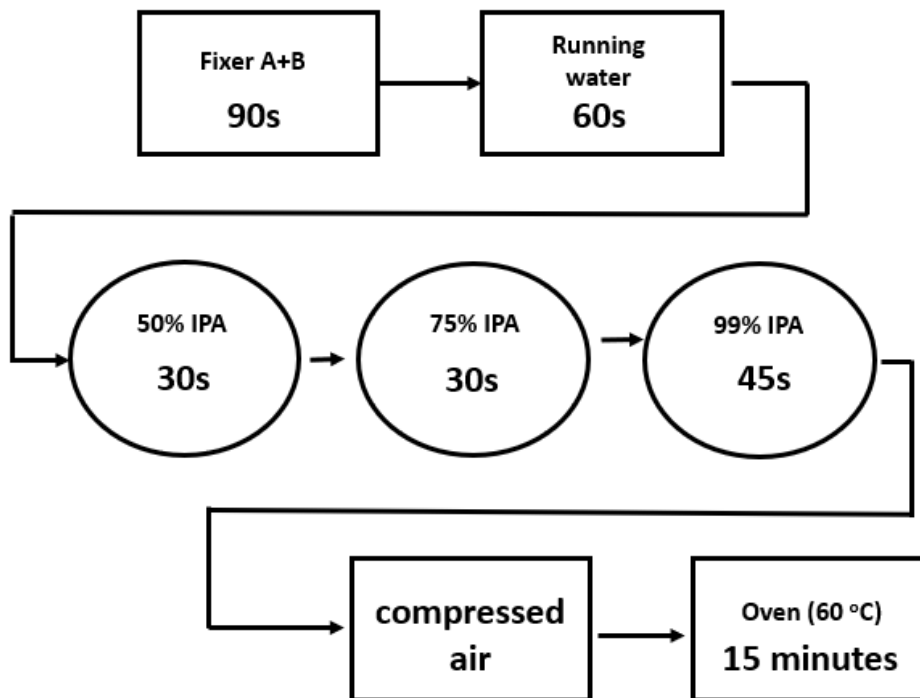 Fixer A+B
90s
Running
water
60s
50% IPA
30s
75% IPA
30s
99% IPA
45s
compressed
air
Oven (60 °C)
15 minutes